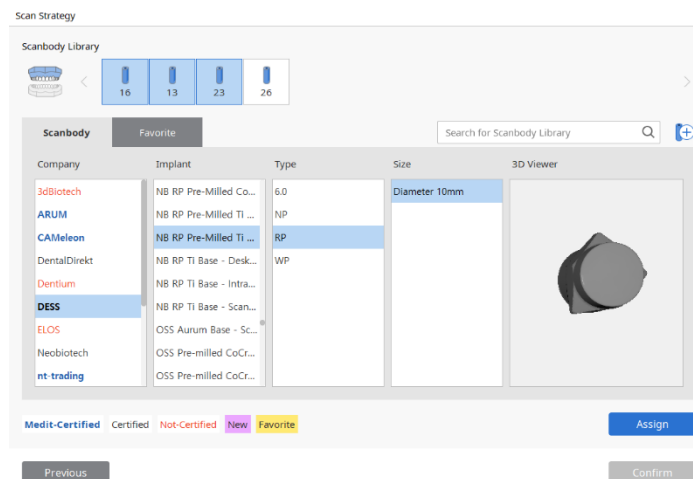 Scan Strategy
Scanbody Library
16 13 23 26
Scanbody Favorite Search for Scanbody Library
Company Implant Type Size 3D Viewer
3dBiotech NB RP Pre-Milled Co... 6.0 Diameter 10mm
ARUM NB RP Pre-Milled Ti ... NP
CAMeleon NB RP Pre-Milled Ti ... RP
DentalDirekt NB RP Ti Base - Desk... WP
Dentium NB RP Ti Base - Intra...
DESS NB RP Ti Base - Scan...
ELOS OSS Aurum Base - Sc...
Neobiotech OSS Pre-milled CoCr...
nt-trading OSS Pre-milled CoCr...
Medit-Certified Certified Not-Certified New Favorite Assign
Previous Confirm